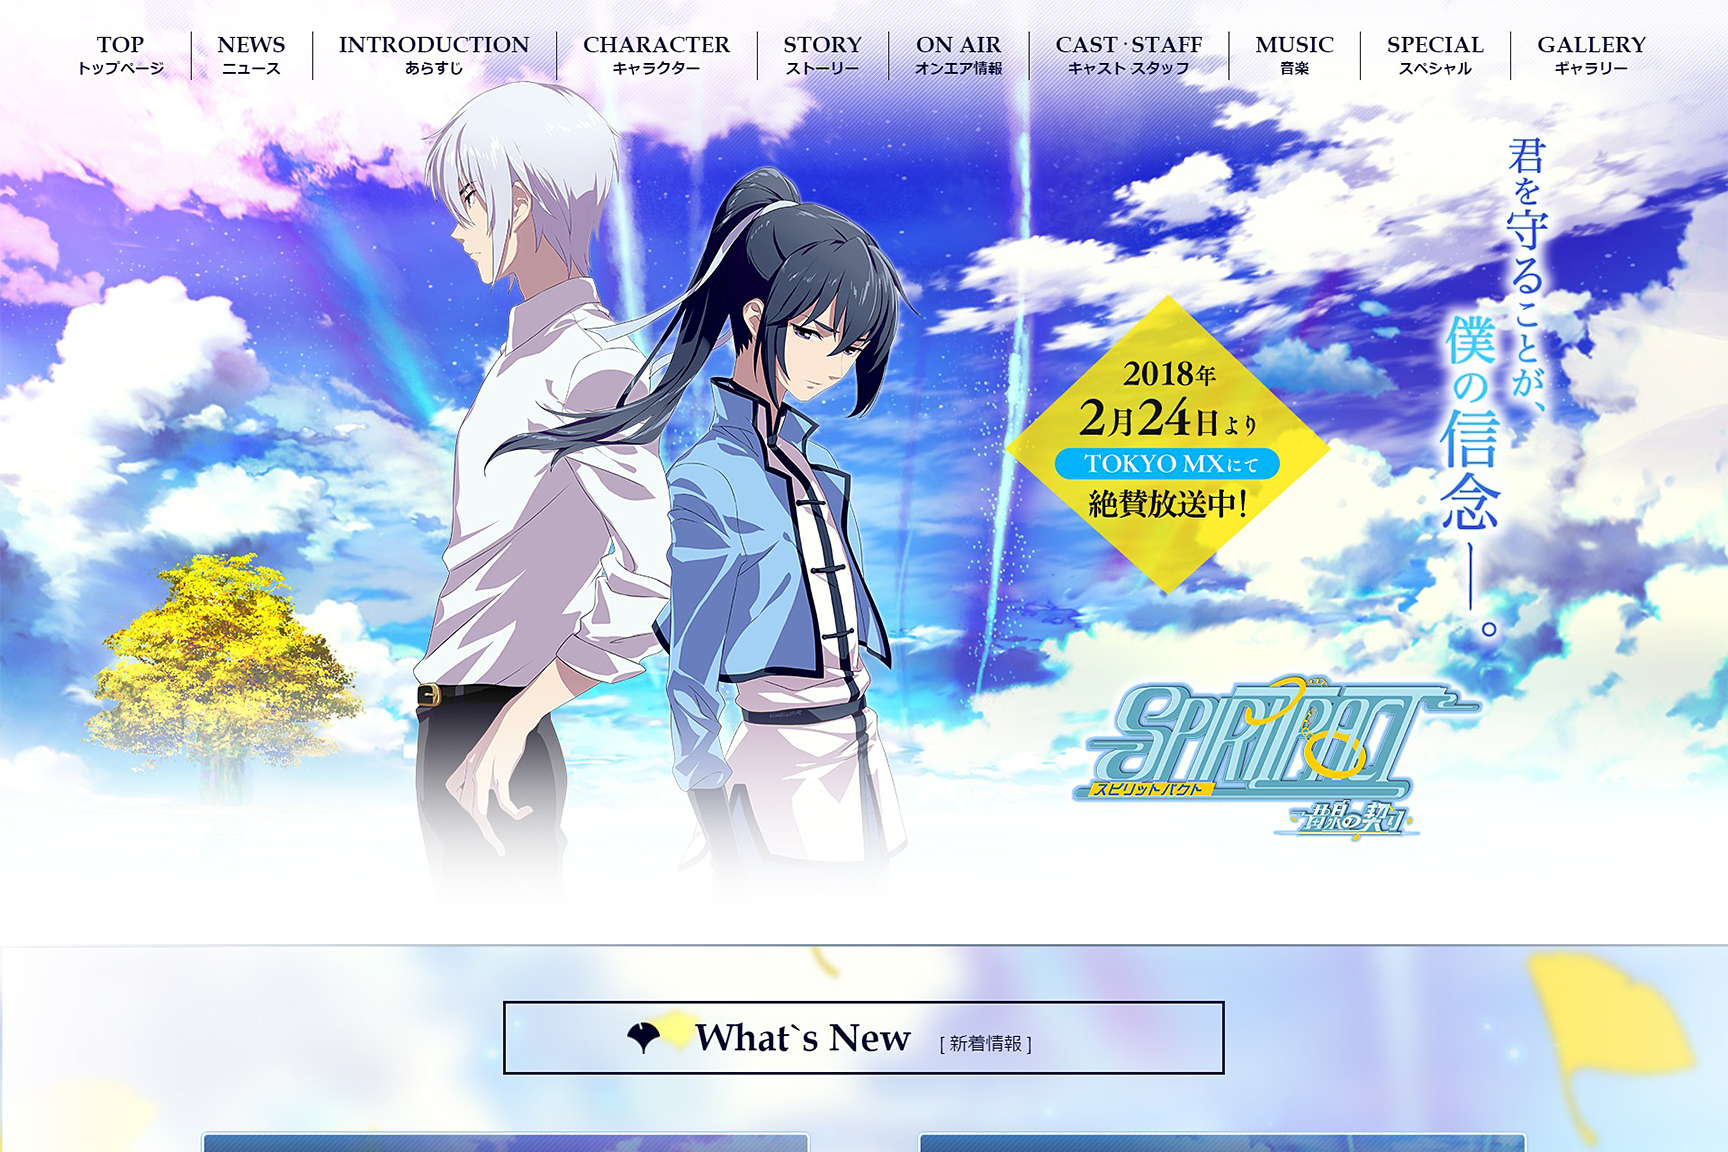 TOP
トップページ
NEWS
ニュース
INTRODUCTION
あらすじ
CHARACTER
キャラクター
STORY
ストーリー
ON AIR
オンエア情報
CAST・STAFF
キャスト・スタッフ
MUSIC
音楽
SPECIAL
スペシャル
GALLERY
ギャラリー
君を守ることが、
僕の信念―。
2018年
2月24日より
TOKYO MXにて
絶賛放送中!
SPIRITPACT
スピリットパクト
黄泉の契り
What`s New
[ 新着情報 ]